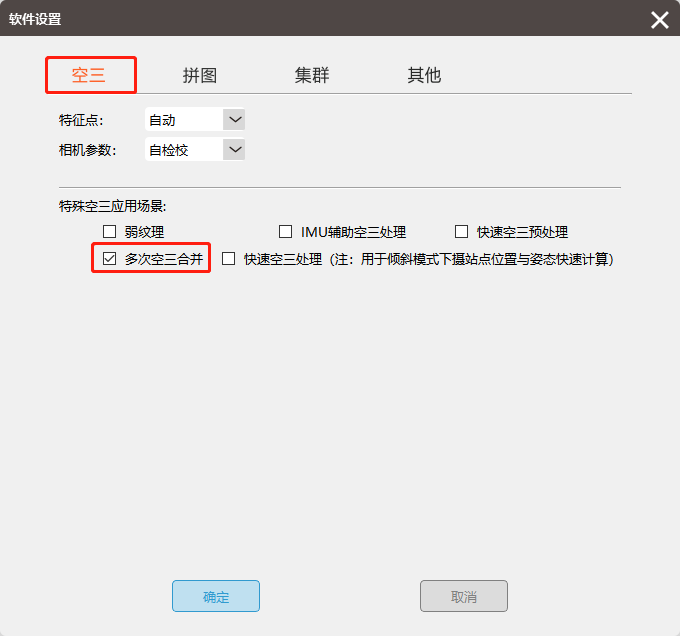 软件设置
空三 拼图 集群 其他
特征点： 自动
相机参数： 自检校
特殊空三应用场景:
弱纹理 IMU辅助空三处理 快速空三预处理
多次空三合并 快速空三处理（注：用于倾斜模式下摄站点位置与姿态快速计算）
确定 取消